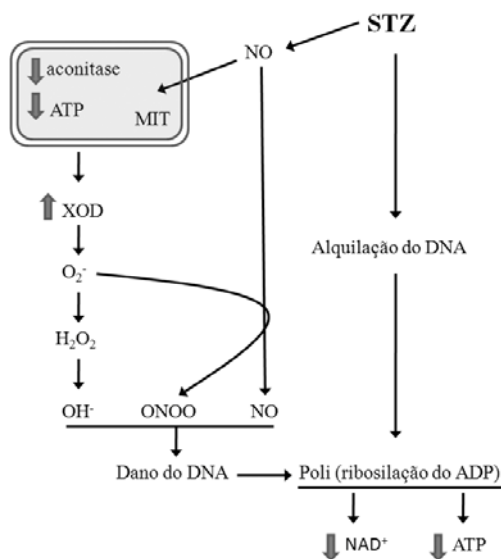 STZ
NO
aconitase
ATP
MIT
XOD
Alquilação do DNA
O₂⁻
H₂O₂
OH⁻ ONOO NO
Dano do DNA
Poli (ribosilação do ADP)
NAD⁺
ATP